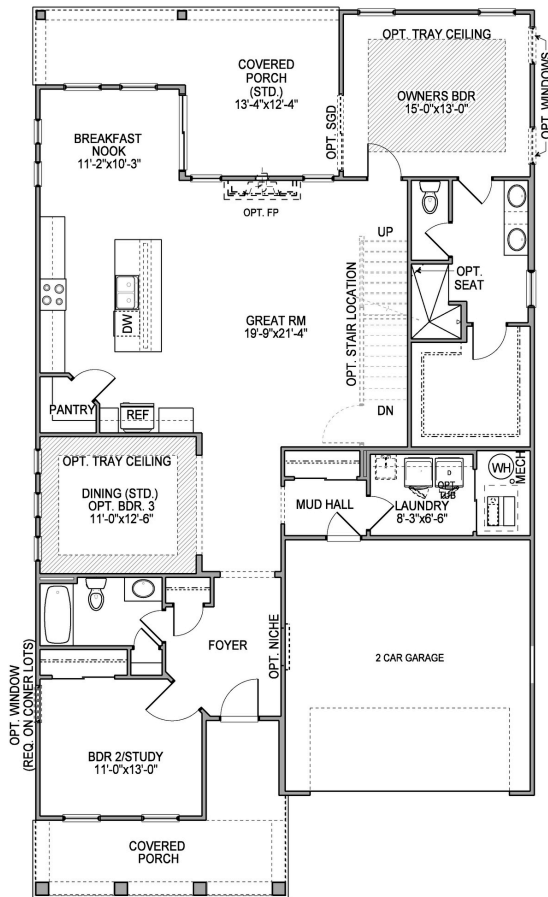 OPT. TRAY CEILING
COVERED
PORCH
(STD.)
13'-4"x12'-4"
OWNERS BDR
15'-0"x13'-0"
OPT. WINDOWS
OPT. SGD
BREAKFAST
NOOK
11'-2"x10'-3"
OPT. FP
UP
OPT.
SEAT
OPT. STAIR LOCATION
DW
GREAT RM
19'-9"x21'-4"
PANTRY
REF
DN
OPT. TRAY CEILING
DINING (STD.)
OPT. BDR. 3
11'-0"x12'-6"
MUD HALL
D
OPT.
TUB
LAUNDRY
8'-3"x6'-6"
WH
MECH
FOYER
OPT. NICHE
2 CAR GARAGE
OPT. WINDOW
(REQ. ON CONER LOTS)
BDR 2/STUDY
11'-0"x13'-0"
COVERED
PORCH